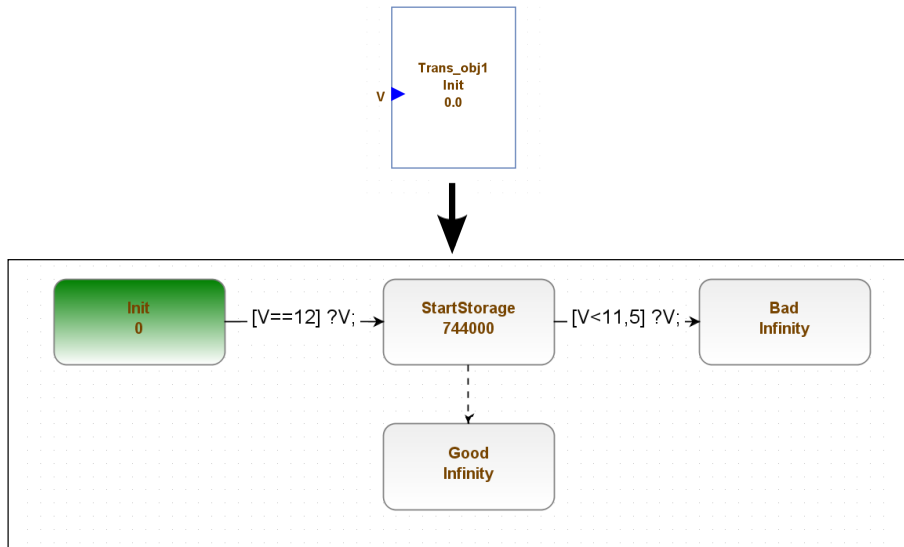 Trans_obj1
Init
0.0
V
Init
0
[V==12] ?V;
StartStorage
744000
[V<11,5] ?V;
Bad
Infinity
Good
Infinity